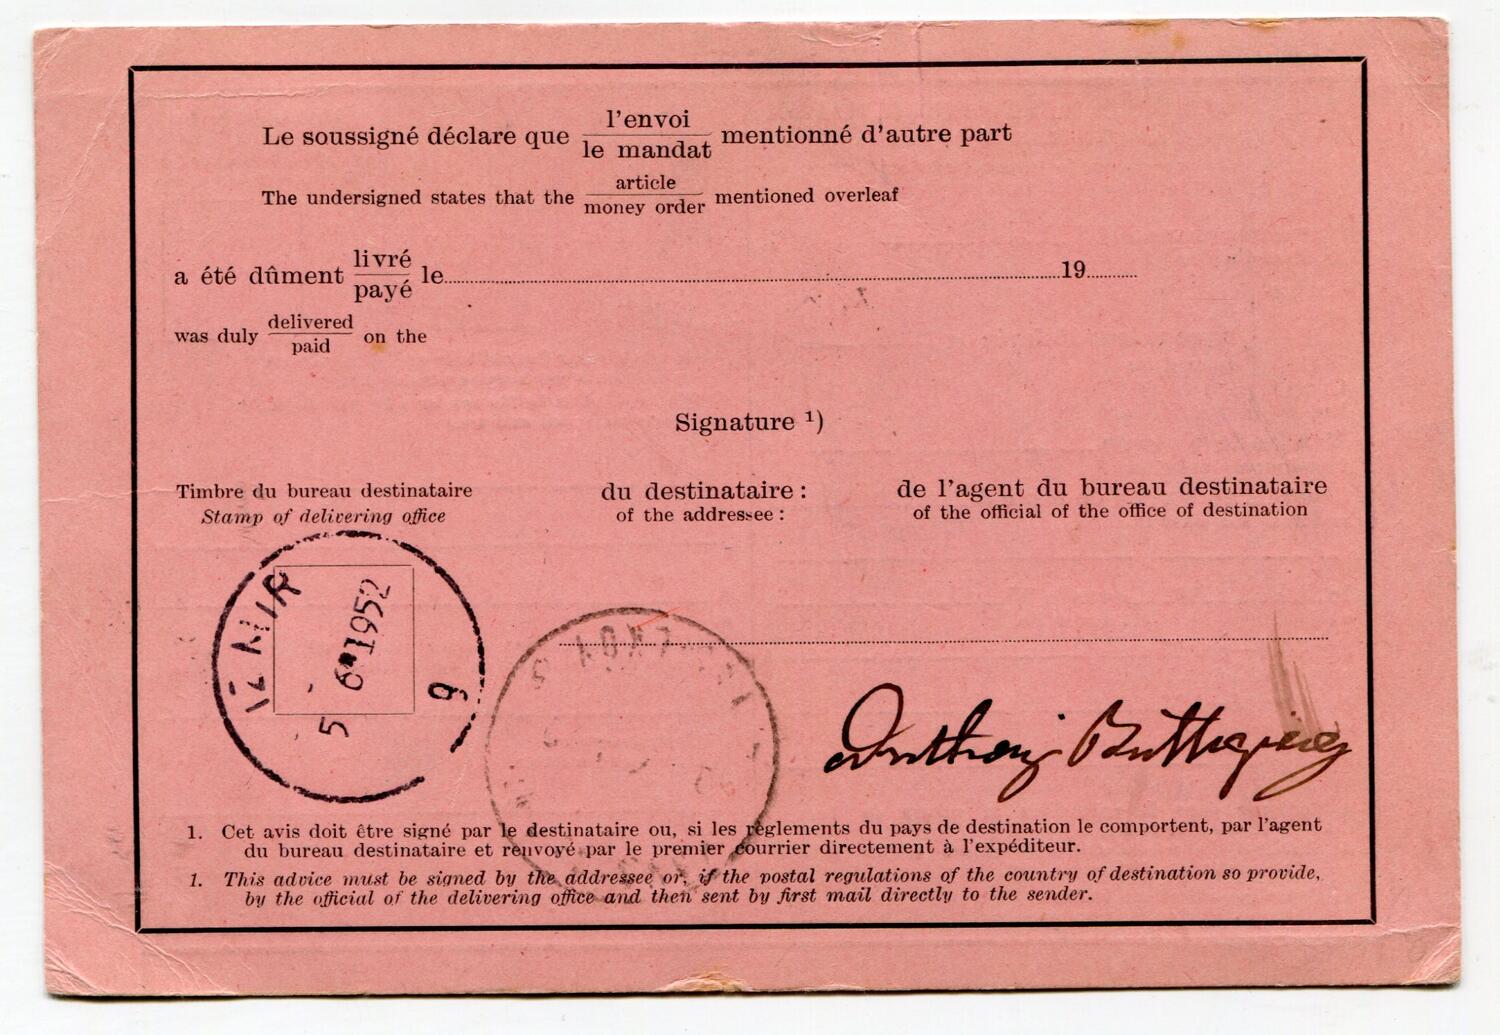 Le soussigné déclare que l'envoi / le mandat mentionné d'autre part
The undersigned states that the article / money order mentioned overleaf
a été dûment livré / payé le 19
was duly delivered / paid on the
Signature ¹)
Timbre du bureau destinataire
Stamp of delivering office
du destinataire :
of the addressee :
de l'agent du bureau destinataire
of the official of the office of destination
İZMİR
5 6 1952
9
Anthony Butt
1. Cet avis doit être signé par le destinataire ou, si les règlements du pays de destination le comportent, par l'agent
du bureau destinataire et renvoyé par le premier courrier directement à l'expéditeur.
1. This advice must be signed by the addressee or, if the postal regulations of the country of destination so provide,
by the official of the delivering office and then sent by first mail directly to the sender.